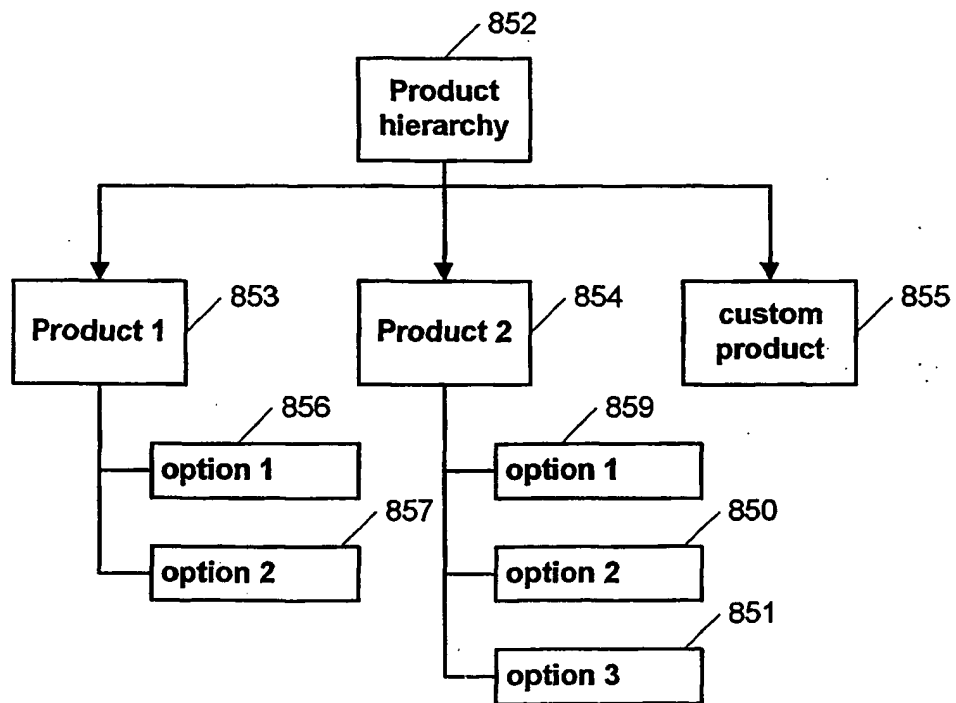 852
Product
hierarchy
853
Product 1
854
Product 2
855
custom
product
856
option 1
857
option 2
859
option 1
850
option 2
851
option 3